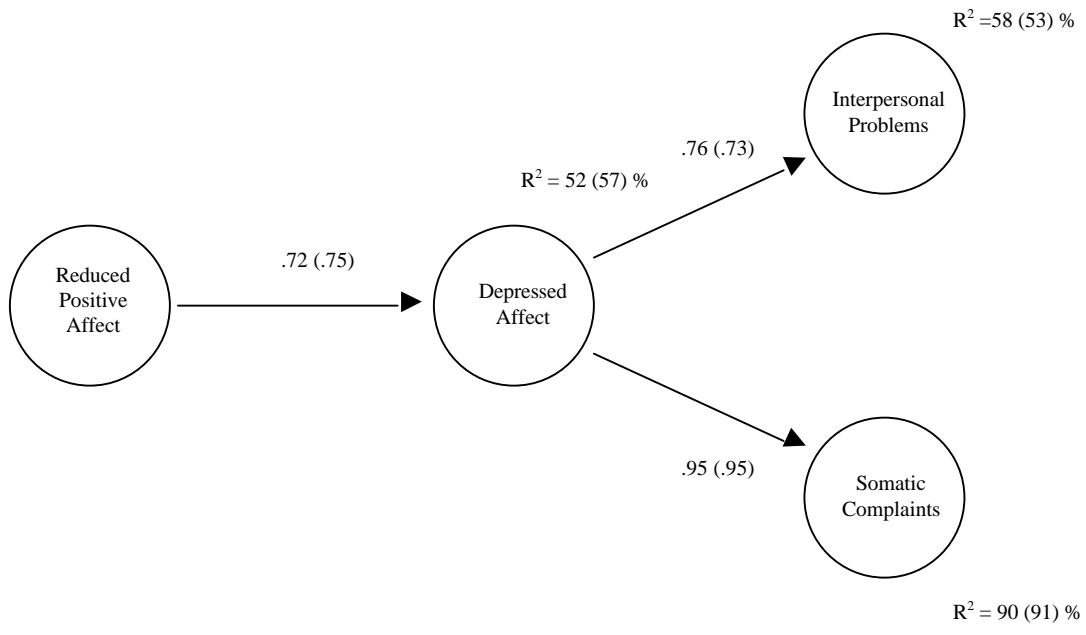 R² =58 (53) %
Interpersonal
Problems
.76 (.73)
R² = 52 (57) %
.72 (.75)
Reduced
Positive
Affect
Depressed
Affect
.95 (.95)
Somatic
Complaints
R² = 90 (91) %